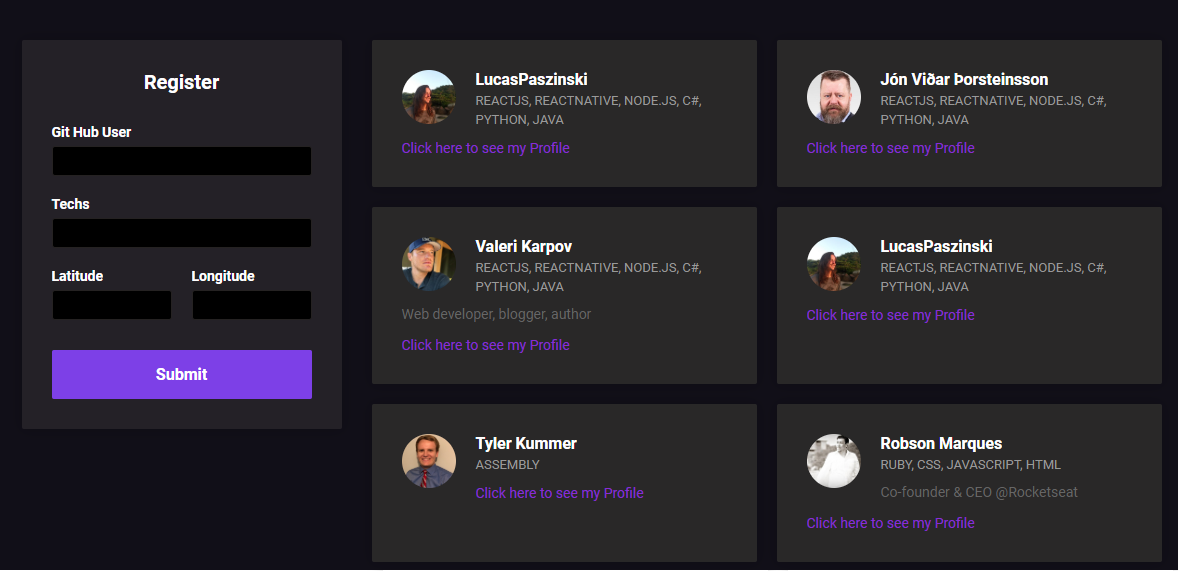 Register
Git Hub User
Techs
Latitude
Longitude
Submit
LucasPaszinski
REACTJS, REACTNATIVE, NODE.JS, C#,
PYTHON, JAVA
Click here to see my Profile
Jón Viðar Þorsteinsson
REACTJS, REACTNATIVE, NODE.JS, C#,
PYTHON, JAVA
Click here to see my Profile
Valeri Karpov
REACTJS, REACTNATIVE, NODE.JS, C#,
PYTHON, JAVA
Web developer, blogger, author
Click here to see my Profile
LucasPaszinski
REACTJS, REACTNATIVE, NODE.JS, C#,
PYTHON, JAVA
Click here to see my Profile
Tyler Kummer
ASSEMBLY
Click here to see my Profile
Robson Marques
RUBY, CSS, JAVASCRIPT, HTML
Co-founder & CEO @Rocketseat
Click here to see my Profile